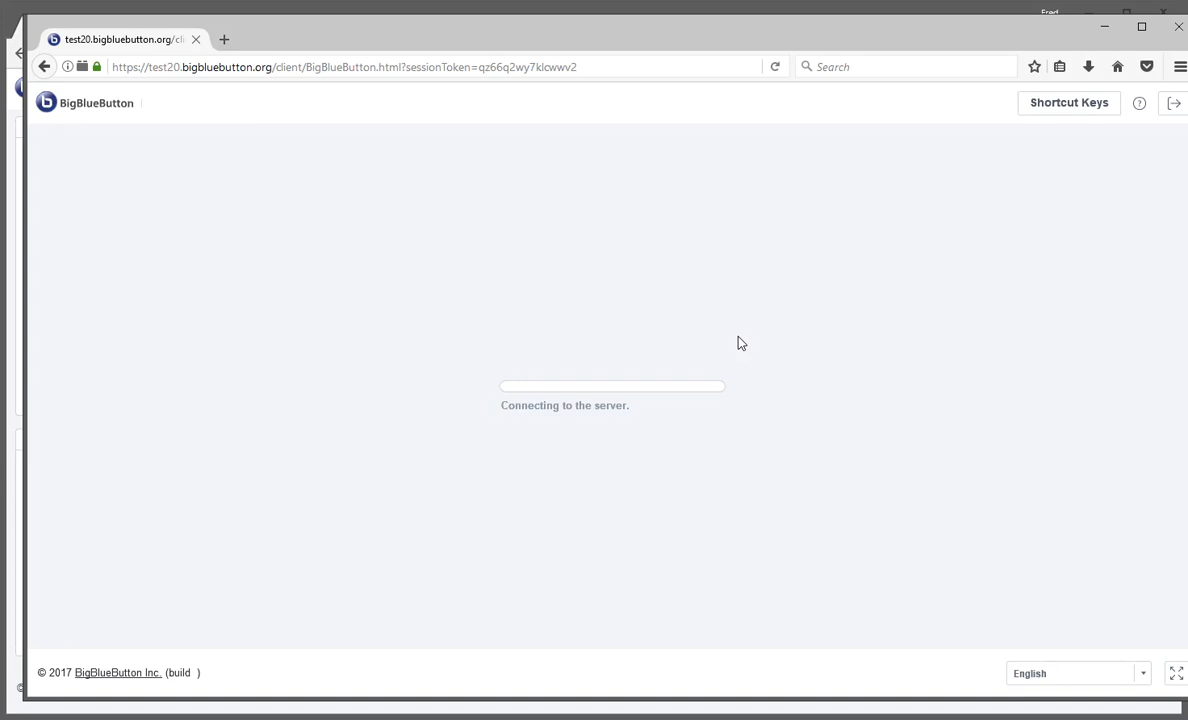 Fred
test20.bigbluebutton.org/cli
https://test20.bigbluebutton.org/client/BigBlueButton.html?sessionToken=qz66q2wy7klcwwv2
Search
BigBlueButton
Shortcut Keys
Connecting to the server.
© 2017 BigBlueButton Inc. (build )
English